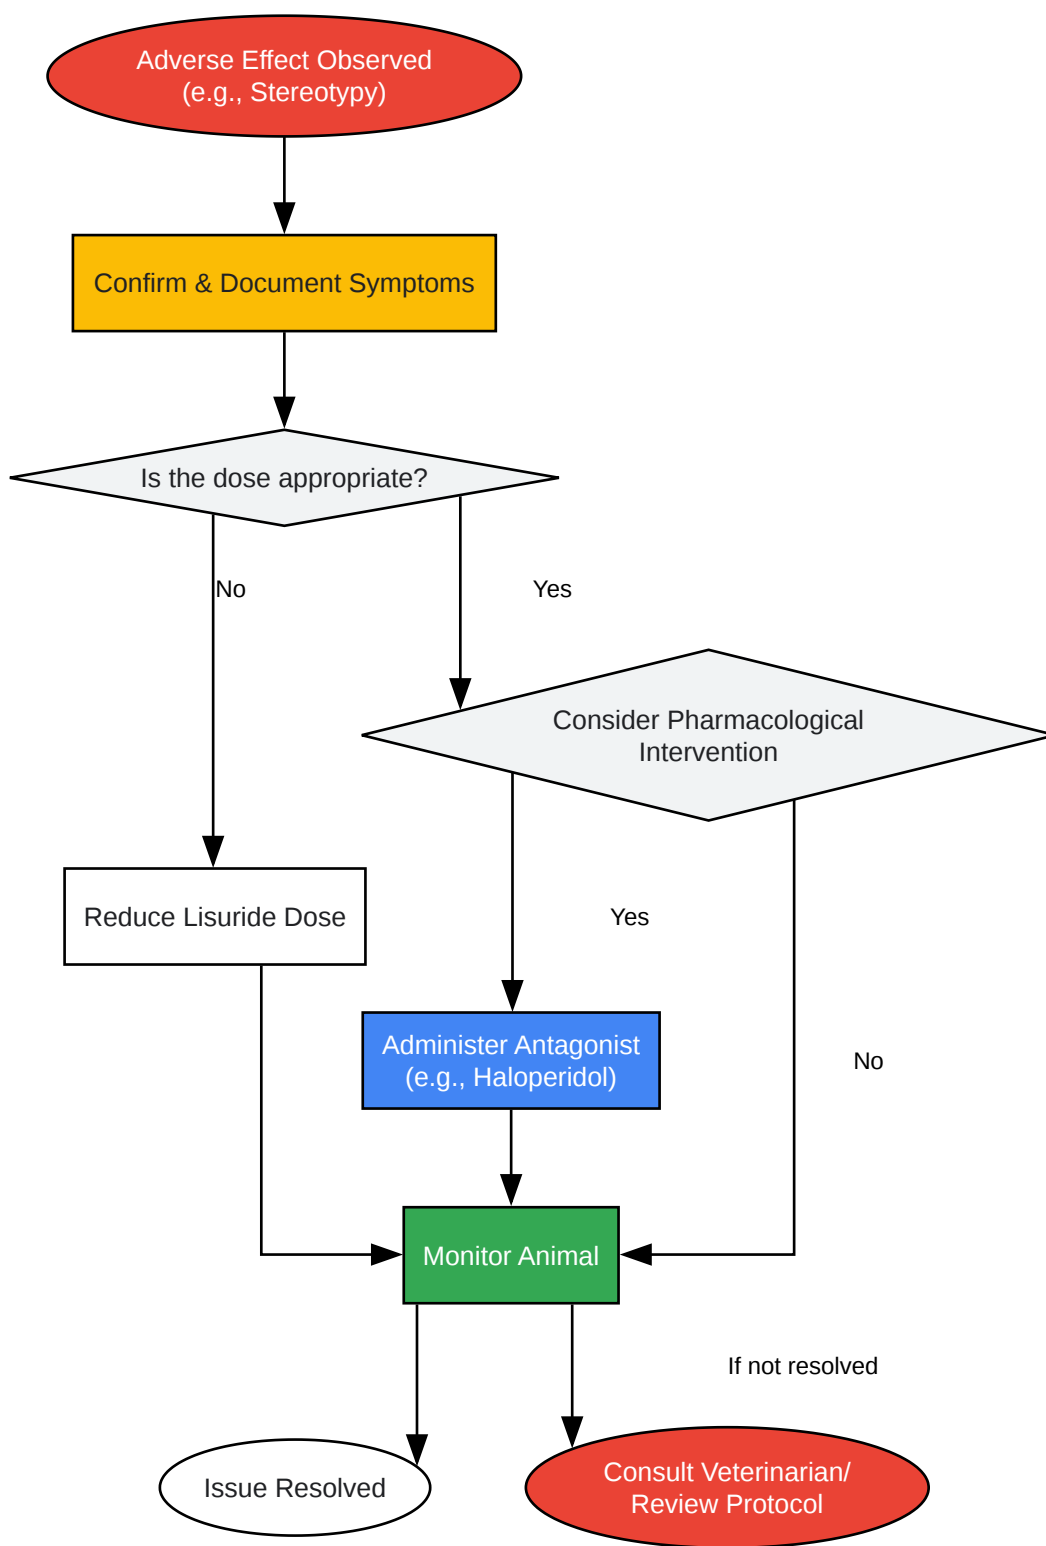 Adverse Effect Observed
(e.g., Stereotypy)
Confirm & Document Symptoms
Is the dose appropriate?
No
Yes
Consider Pharmacological
Intervention
Reduce Lisuride Dose
Yes
Administer Antagonist
(e.g., Haloperidol)
No
Monitor Animal
If not resolved
Issue Resolved
Consult Veterinarian/
Review Protocol